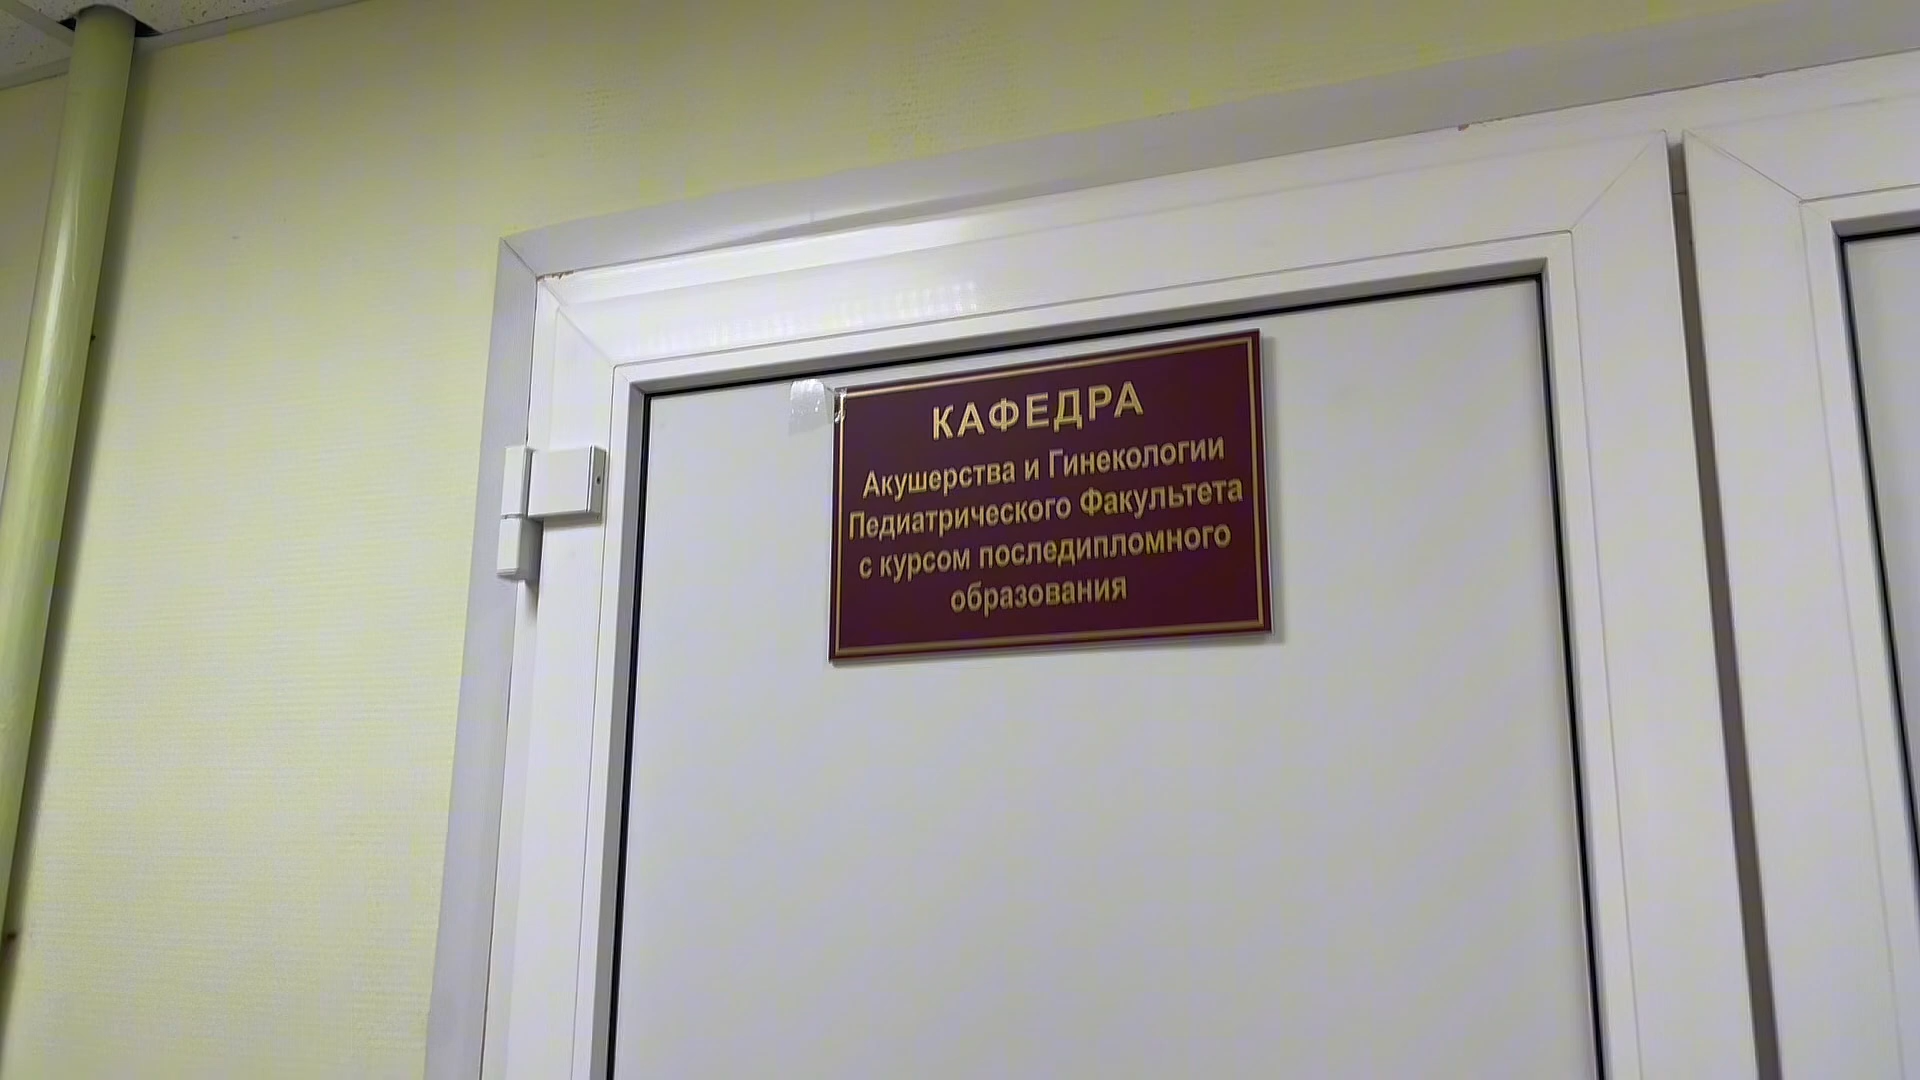 КАФЕДРА
Акушерства и Гинекологии
Педиатрического Факультета
с курсом последипломного
образования